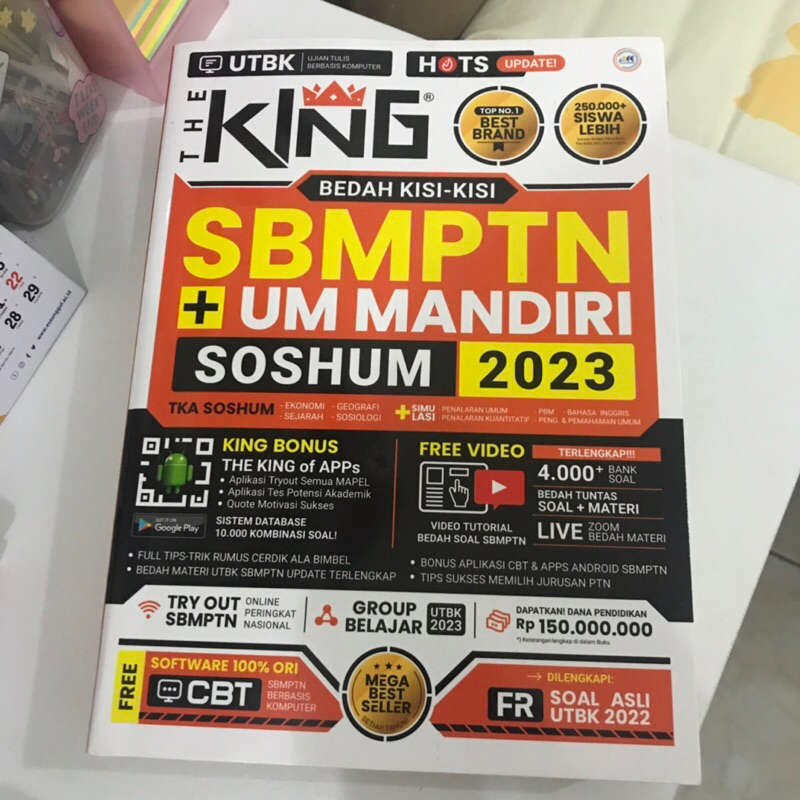 UTBK
UJIAN TULIS
BERBASIS KOMPUTER
HOTS UPDATE!
THE KING®
TOP NO. 1
BEST
BRAND
250.000+
SISWA
LEBIH
BEDAH KISI-KISI
SBMPTN
+ UM MANDIRI
SOSHUM 2023
TKA SOSHUM
- EKONOMI - GEOGRAFI
- SEJARAH - SOSIOLOGI
+SIMU
LASI
- PENALARAN UMUM - PBM - BAHASA INGGRIS
- PENALARAN KUANTITATIF - PENG. & PEMAHAMAN UMUM
KING BONUS
THE KING of APPs
• Aplikasi Tryout Semua MAPEL
• Aplikasi Tes Potensi Akademik
• Quote Motivasi Sukses
GET IT ON
Google Play
SISTEM DATABASE
10.000 KOMBINASI SOAL!
FREE VIDEO
VIDEO TUTORIAL
BEDAH SOAL SBMPTN
TERLENGKAP!!!
4.000+ BANK
SOAL
BEDAH TUNTAS
SOAL + MATERI
LIVE ZOOM
BEDAH MATERI
• FULL TIPS-TRIK RUMUS CERDIK ALA BIMBEL
• BEDAH MATERI UTBK SBMPTN UPDATE TERLENGKAP
• BONUS APLIKASI CBT & APPS ANDROID SBMPTN
• TIPS SUKSES MEMILIH JURUSAN PTN
TRY OUT
SBMPTN
ONLINE
PERINGKAT
NASIONAL
GROUP
BELAJAR
UTBK
2023
DAPATKAN! DANA PENDIDIKAN
Rp 150.000.000
*) Keterangan lengkap di dalam Buku.
FREE
SOFTWARE 100% ORI
CBT
SBMPTN
BERBASIS
KOMPUTER
MEGA
BEST
SELLER
SETIAP TAHUN
DILENGKAPI:
FR
SOAL ASLI
UTBK 2022
22
29
28